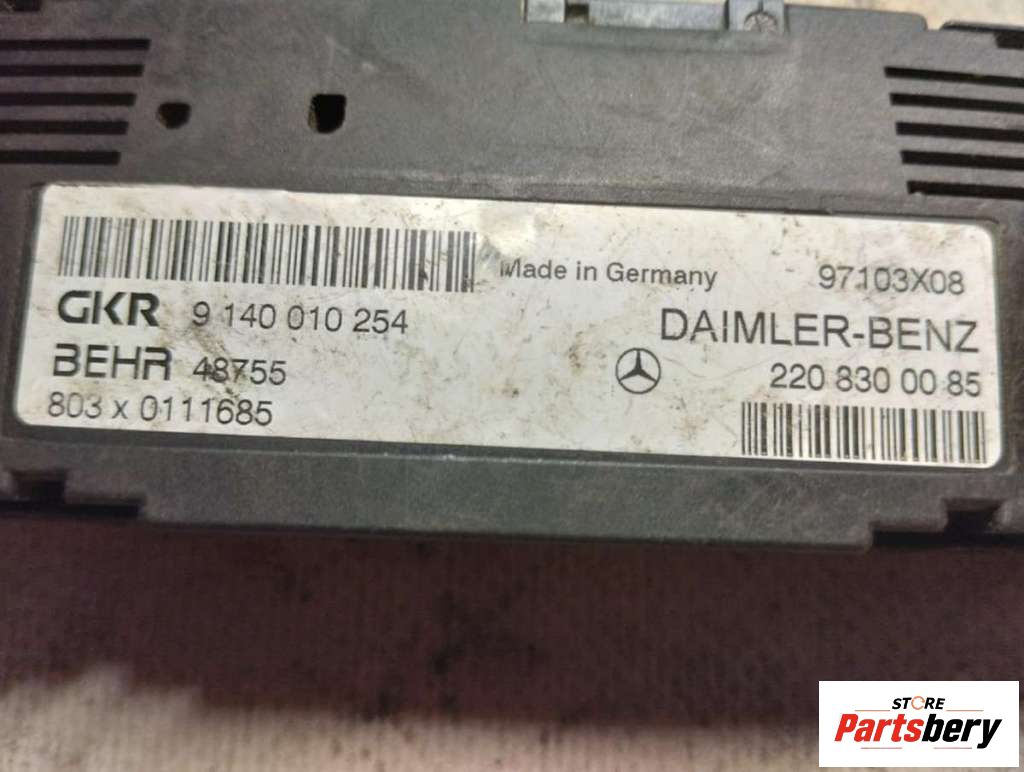 Made in Germany
97103X08
GKR 9 140 010 254
DAIMLER-BENZ
BEHR 48755
220 830 00 85
803 x 0111685
STORE
Partsbery